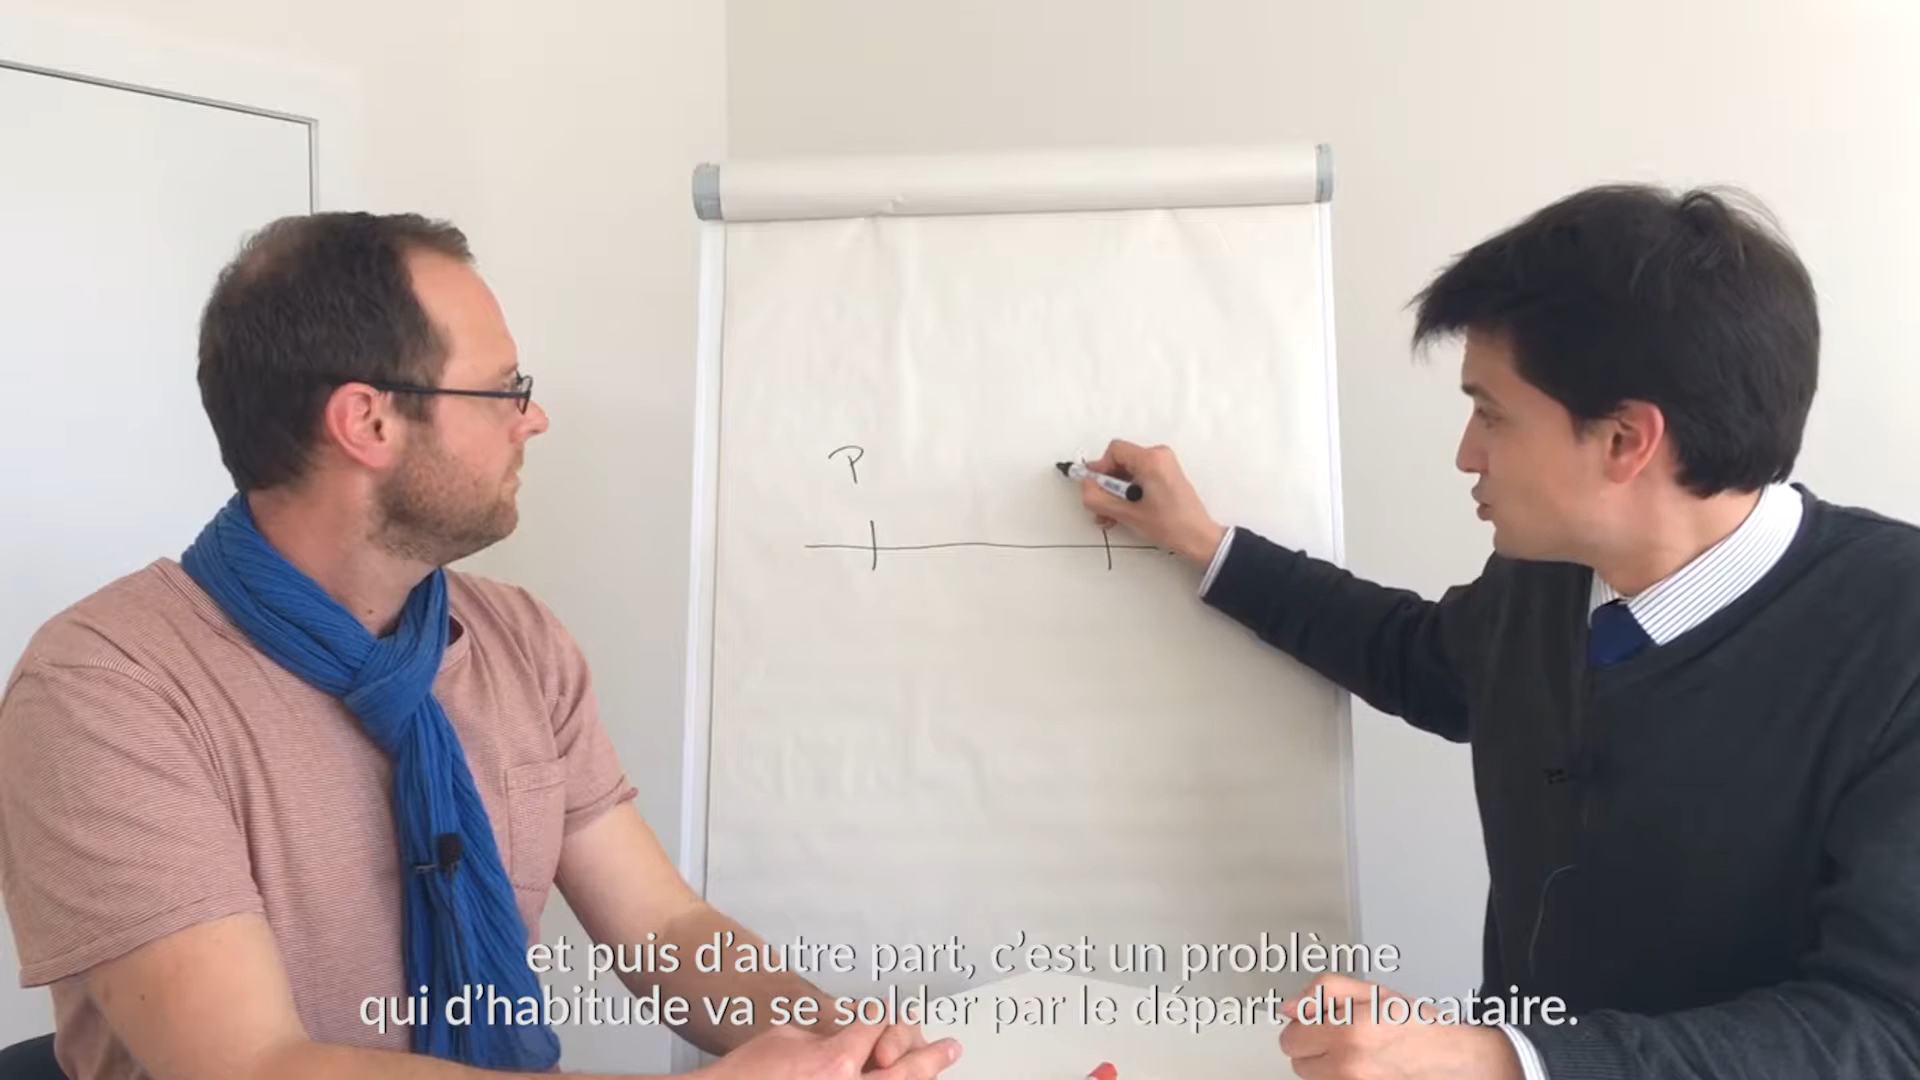 P
et puis d’autre part, c’est un problème
qui d’habitude va se solder par le départ du locataire.